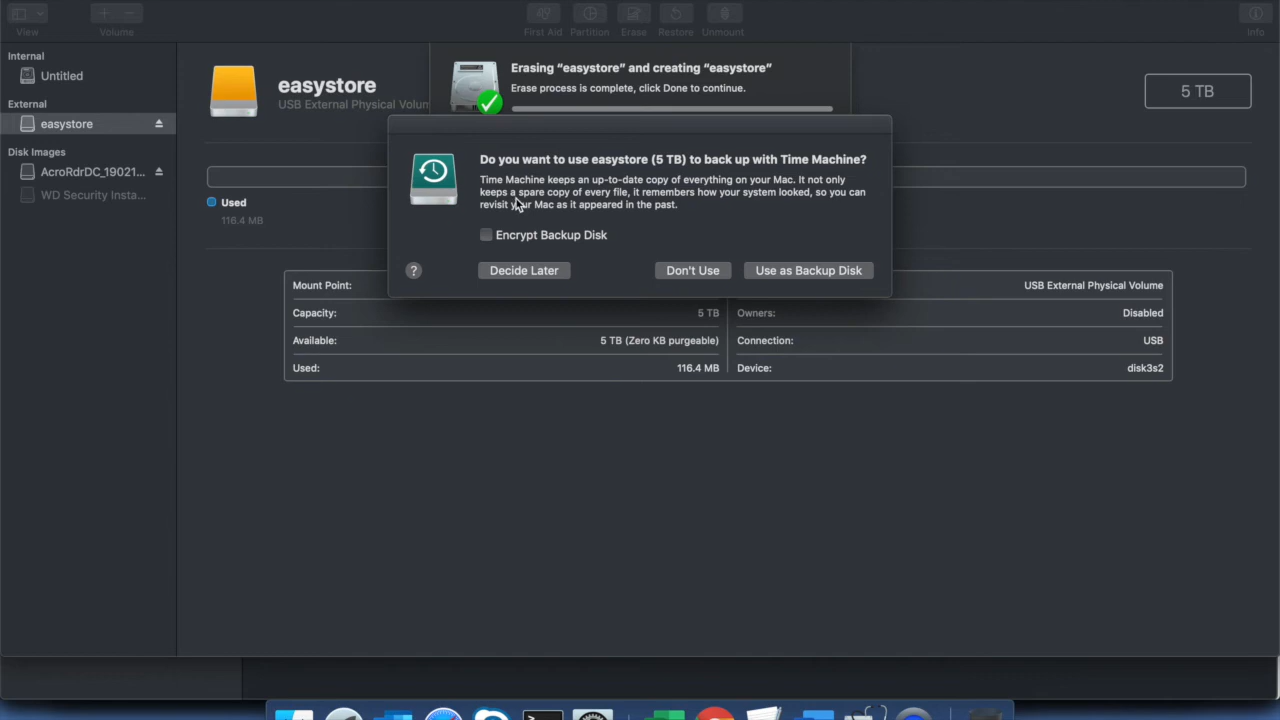 View
Volume
First Aid
Partition
Erase
Restore
Unmount
Info
Internal
Untitled
External
easystore
Disk Images
AcroRdrDC_19021...
WD Security Insta...
easystore
USB External Physical Volum
5 TB
Erasing “easystore” and creating “easystore”
Erase process is complete, click Done to continue.
Do you want to use easystore (5 TB) to back up with Time Machine?
Time Machine keeps an up-to-date copy of everything on your Mac. It not only
keeps a spare copy of every file, it remembers how your system looked, so you can
revisit your Mac as it appeared in the past.
Encrypt Backup Disk
?
Decide Later
Don't Use
Use as Backup Disk
Used
116.4 MB
Mount Point:
USB External Physical Volume
Capacity:
5 TB
Owners:
Disabled
Available:
5 TB (Zero KB purgeable)
Connection:
USB
Used:
116.4 MB
Device:
disk3s2